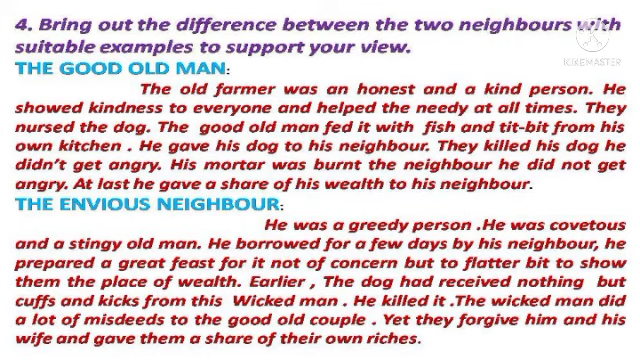 4. Bring out the difference between the two neighbours with
suitable examples to support your view.
THE GOOD OLD MAN:
The old farmer was an honest and a kind person. He
showed kindness to everyone and helped the needy at all times. They
nursed the dog. The good old man fed it with fish and tit-bit from his
own kitchen . He gave his dog to his neighbour. They killed his dog he
didn't get angry. His mortar was burnt the neighbour he did not get
angry. At last he gave a share of his wealth to his neighbour.
THE ENVIOUS NEIGHBOUR:
He was a greedy person .He was covetous
and a stingy old man. He borrowed for a few days by his neighbour, he
prepared a great feast for it not of concern but to flatter bit to show
them the place of wealth. Earlier , The dog had received nothing but
cuffs and kicks from this Wicked man . He killed it .The wicked man did
a lot of misdeeds to the good old couple . Yet they forgive him and his
wife and gave them a share of their own riches.
KINEMASTER